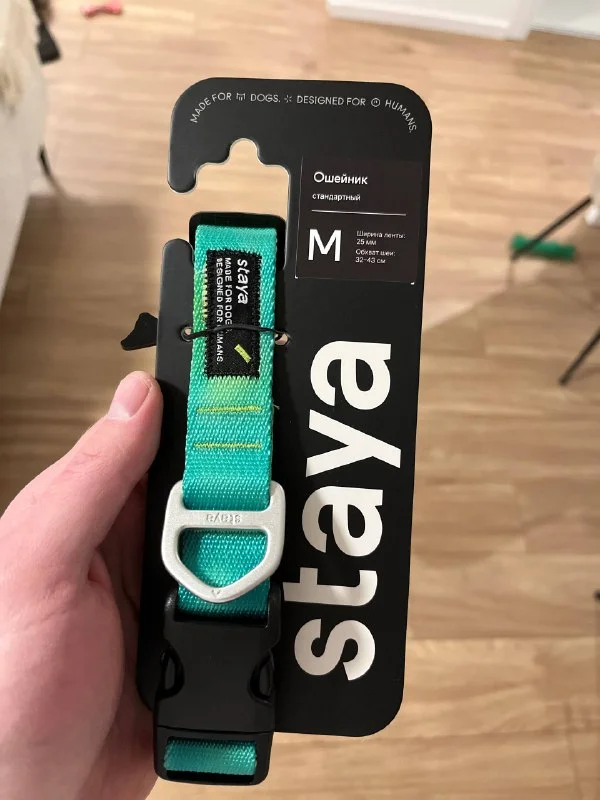 MADE FOR DOGS. DESIGNED FOR HUMANS.
Ошейник
стандартный
M
Ширина ленты:
25 мм
Обхват шеи:
32-43 см
staya
staya
MADE FOR DOGS.
DESIGNED FOR HUMANS.
staya